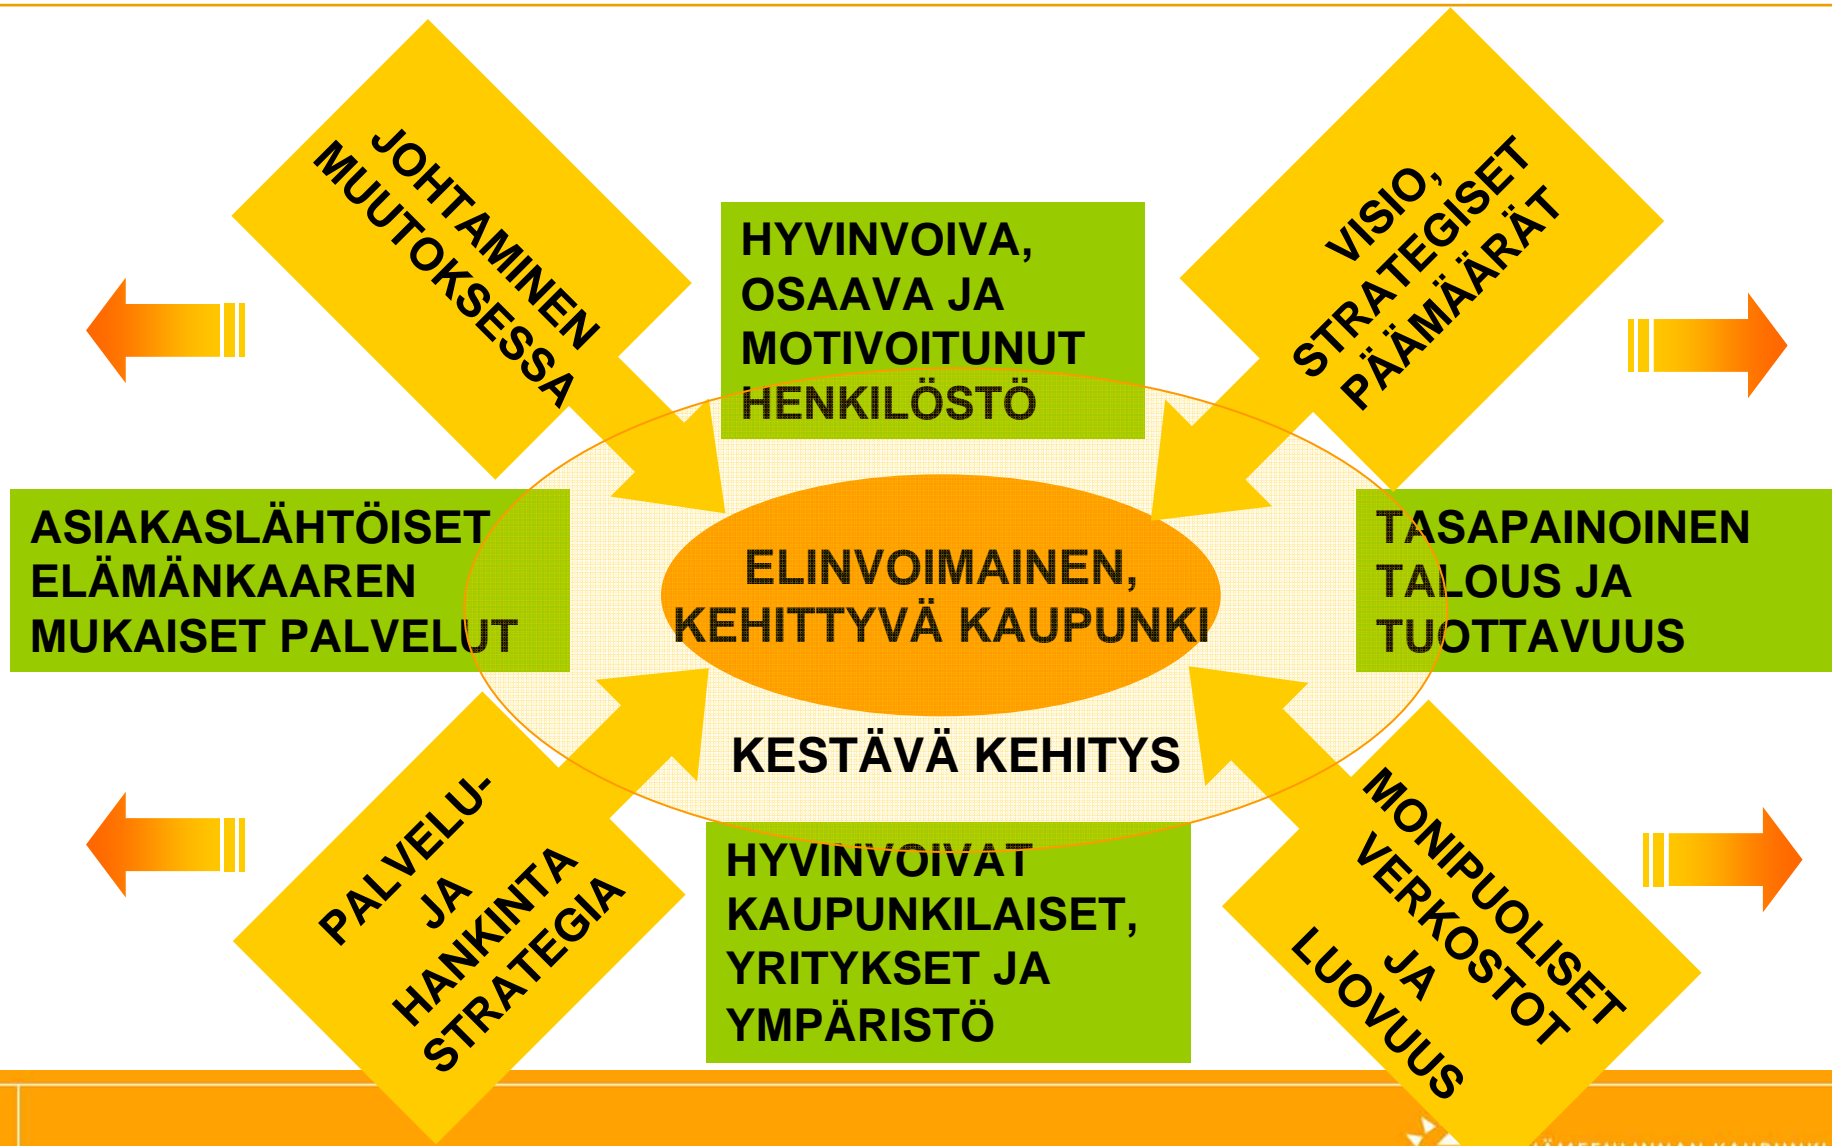 JOHTAMINEN
MUUTOKSESSA
VISIO,
STRATEGISET
PÄÄMÄÄRÄT
HYVINVOIVA,
OSAAVA JA
MOTIVOITUNUT
HENKILÖSTÖ
ASIAKASLÄHTÖISET
ELÄMÄNKAAREN
MUKAISET PALVELUT
ELINVOIMAINEN,
KEHITTYVÄ KAUPUNKI
TASAPAINOINEN
TALOUS JA
TUOTTAVUUS
KESTÄVÄ KEHITYS
PALVELU-
JA
HANKINTA
STRATEGIA
HYVINVOIVAT
KAUPUNKILAISET,
YRITYKSET JA
YMPÄRISTÖ
MONIPUOLISET
VERKOSTOT
JA
LUOVUUS